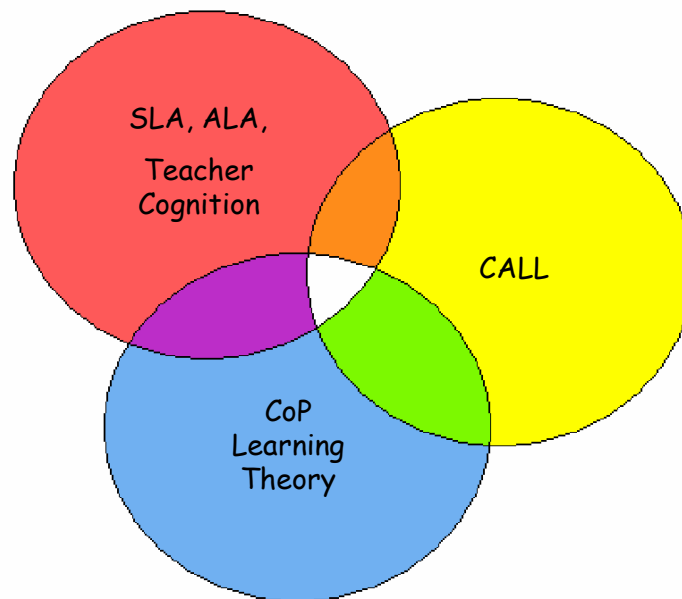 SLA, ALA,
Teacher
Cognition
CALL
CoP
Learning
Theory